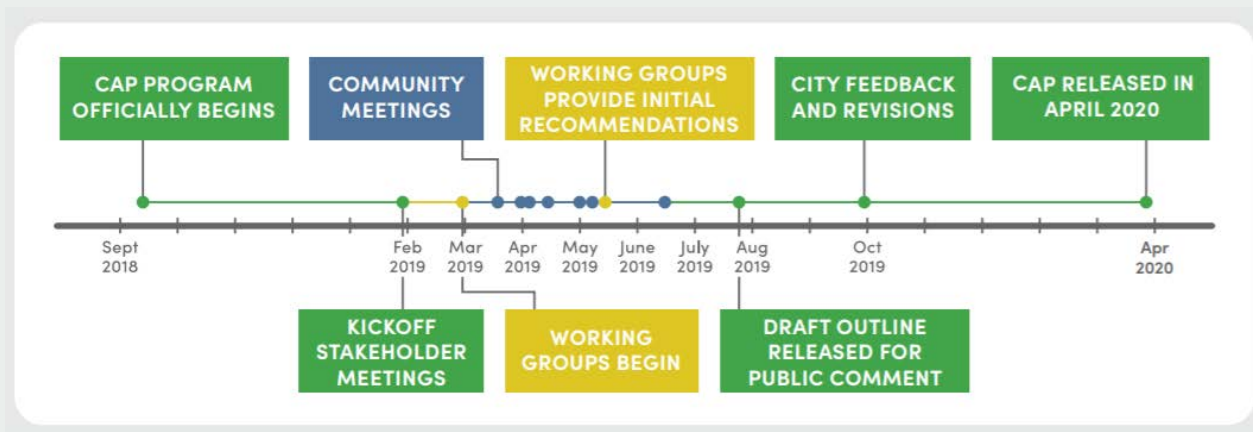 CAP PROGRAM
OFFICIALLY BEGINS
COMMUNITY
MEETINGS
WORKING GROUPS
PROVIDE INITIAL
RECOMMENDATIONS
CITY FEEDBACK
AND REVISIONS
CAP RELEASED IN
APRIL 2020
Sept
2018
Feb
2019
Mar
2019
Apr
2019
May
2019
June
2019
July
2019
Aug
2019
Oct
2019
Apr
2020
KICKOFF
STAKEHOLDER
MEETINGS
WORKING
GROUPS BEGIN
DRAFT OUTLINE
RELEASED FOR
PUBLIC COMMENT